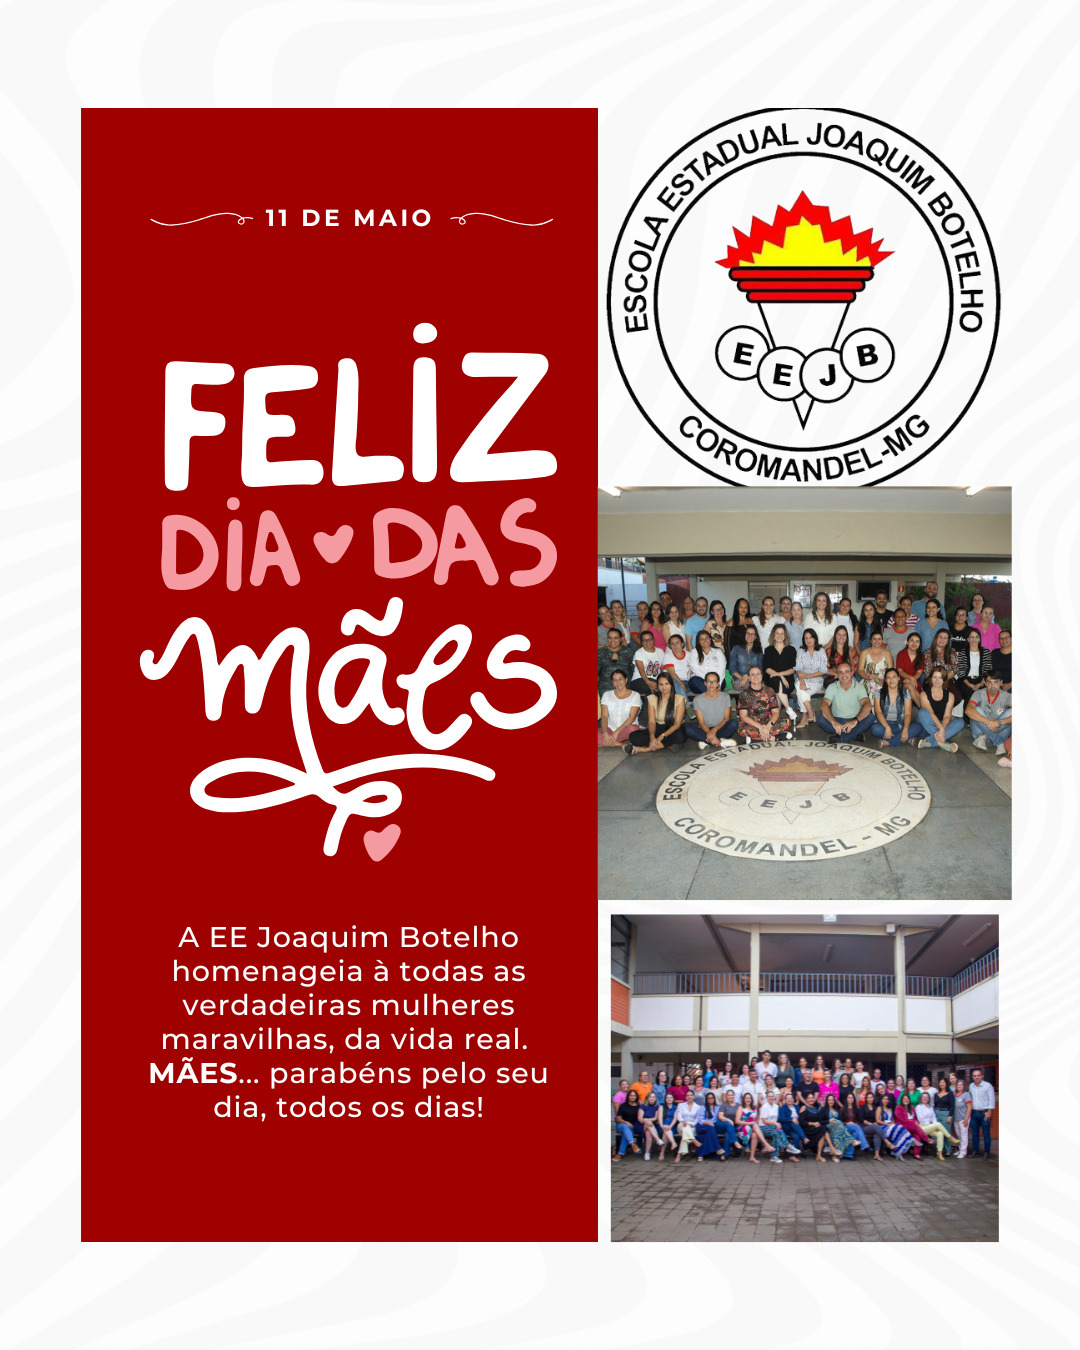 11 DE MAIO
FELIZ
DIA DAS
mães
A EE Joaquim Botelho
homenageia à todas as
verdadeiras mulheres
maravilhas, da vida real.
MÃES... parabéns pelo seu
dia, todos os dias!
ESCOLA ESTADUAL JOAQUIM BOTELHO
E E J B
COROMANDEL-MG
ESCOLA ESTADUAL JOAQUIM BOTELHO
E E J B
COROMANDEL - MG